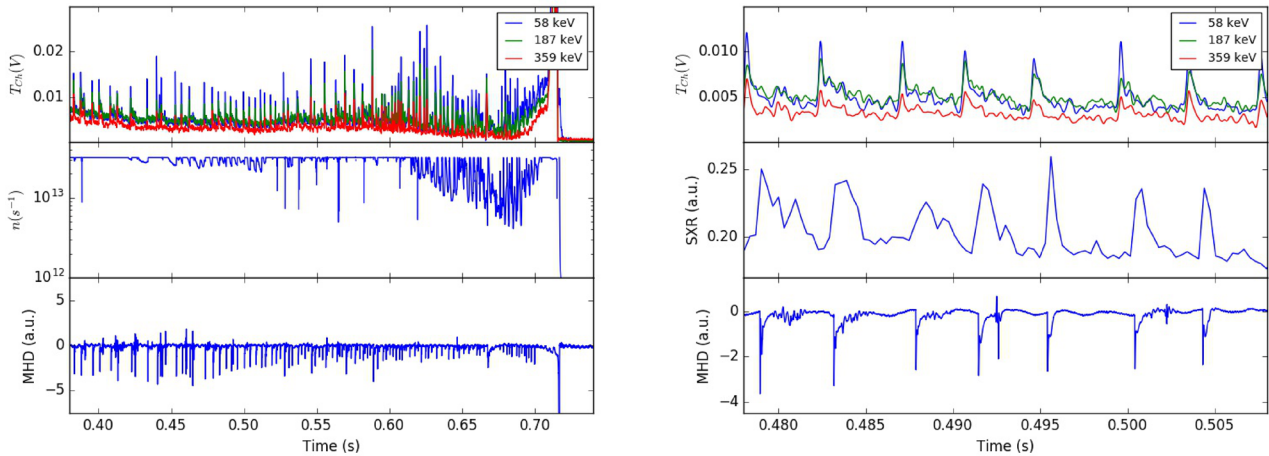 58 keV
187 keV
359 keV
0.02
0.01
T_Ch(V)
10^13
10^12
n(s^-1)
5
0
−5
MHD (a.u.)
0.40 0.45 0.50 0.55 0.60 0.65 0.70
Time (s)
58 keV
187 keV
359 keV
0.010
0.005
T_Ch(V)
0.25
0.20
SXR (a.u.)
0
−2
−4
MHD (a.u.)
0.480 0.485 0.490 0.495 0.500 0.505
Time (s)